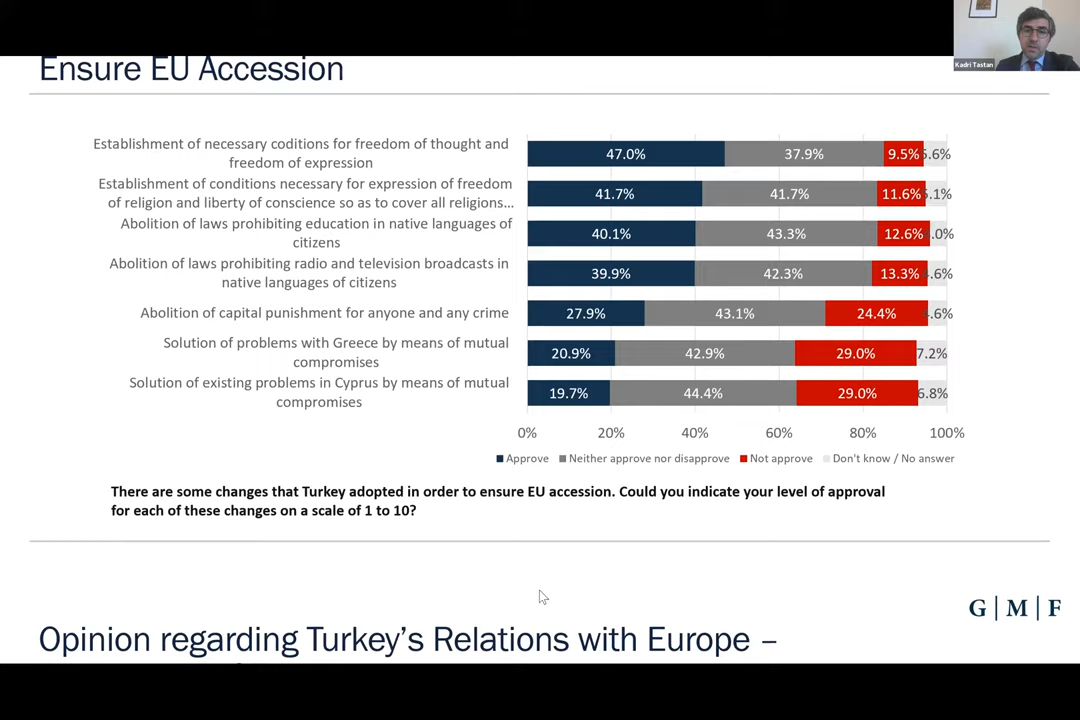 Kadri Tastan
Ensure EU Accession
Establishment of necessary coditions for freedom of thought and
freedom of expression
47.0% 37.9% 9.5% 5.6%
Establishment of conditions necessary for expression of freedom
of religion and liberty of conscience so as to cover all religions…
41.7% 41.7% 11.6% .1%
Abolition of laws prohibiting education in native languages of
citizens
40.1% 43.3% 12.6% .0%
Abolition of laws prohibiting radio and television broadcasts in
native languages of citizens
39.9% 42.3% 13.3% .6%
Abolition of capital punishment for anyone and any crime
27.9% 43.1% 24.4% .6%
Solution of problems with Greece by means of mutual
compromises
20.9% 42.9% 29.0% 7.2%
Solution of existing problems in Cyprus by means of mutual
compromises
19.7% 44.4% 29.0% 6.8%
0% 20% 40% 60% 80% 100%
Approve Neither approve nor disapprove Not approve Don't know / No answer
There are some changes that Turkey adopted in order to ensure EU accession. Could you indicate your level of approval
for each of these changes on a scale of 1 to 10?
G|M|F
Opinion regarding Turkey's Relations with Europe –